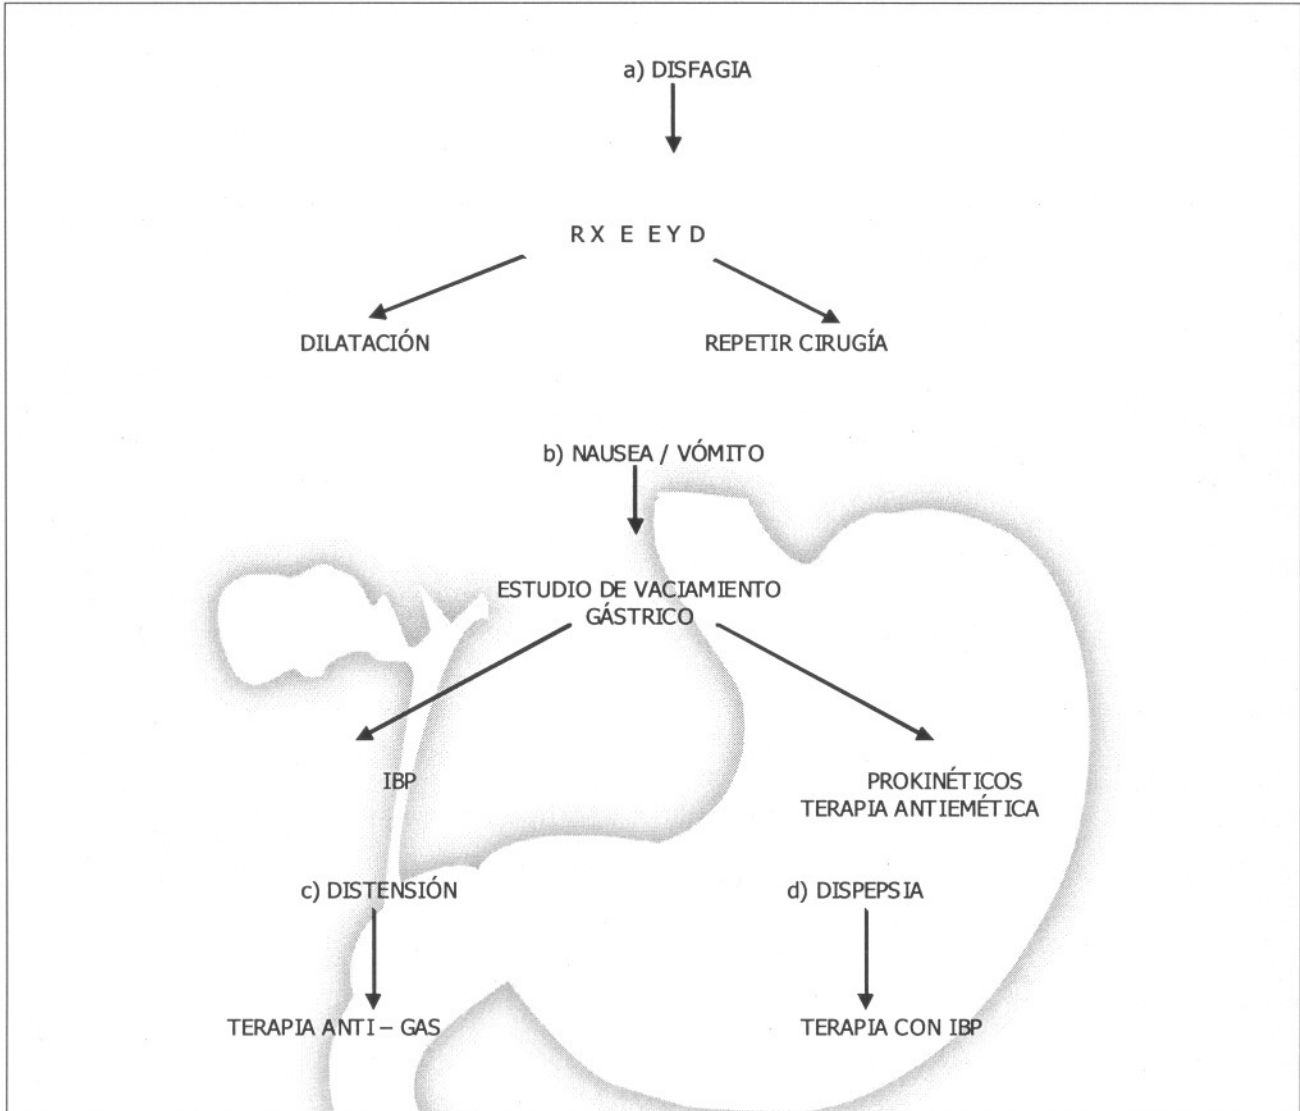 a) DISFAGIA
RX E EYD
DILATACIÓN
REPETIR CIRUGÍA
b) NAUSEA / VÓMITO
ESTUDIO DE VACIAMIENTO
GÁSTRICO
IBP
PROKINÉTICOS
TERAPIA ANTIEMÉTICA
c) DISTENSIÓN
d) DISPEPSIA
TERAPIA ANTI – GAS
TERAPIA CON IBP